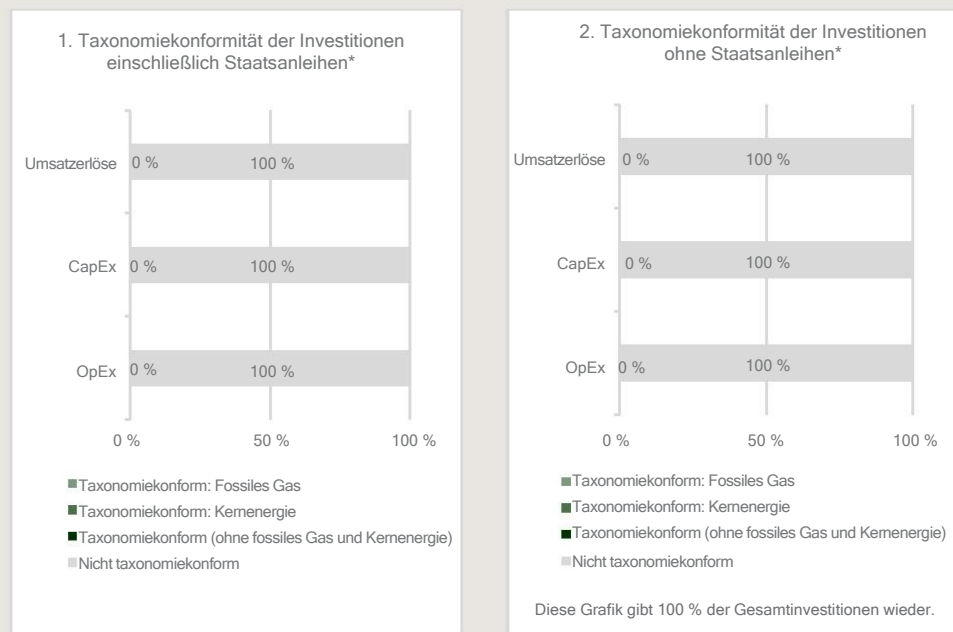 1. Taxonomiekonformität der Investitionen
einschließlich Staatsanleihen*
Umsatzerlöse 0 % 100 %
CapEx 0 % 100 %
OpEx 0 % 100 %
0 % 50 % 100 %
Taxonomiekonform: Fossiles Gas
Taxonomiekonform: Kernenergie
Taxonomiekonform (ohne fossiles Gas und Kernenergie)
Nicht taxonomiekonform
2. Taxonomiekonformität der Investitionen
ohne Staatsanleihen*
Umsatzerlöse 0 % 100 %
CapEx 0 % 100 %
OpEx 0 % 100 %
0 % 50 % 100 %
Taxonomiekonform: Fossiles Gas
Taxonomiekonform: Kernenergie
Taxonomiekonform (ohne fossiles Gas und Kernenergie)
Nicht taxonomiekonform
Diese Grafik gibt 100 % der Gesamtinvestitionen wieder.